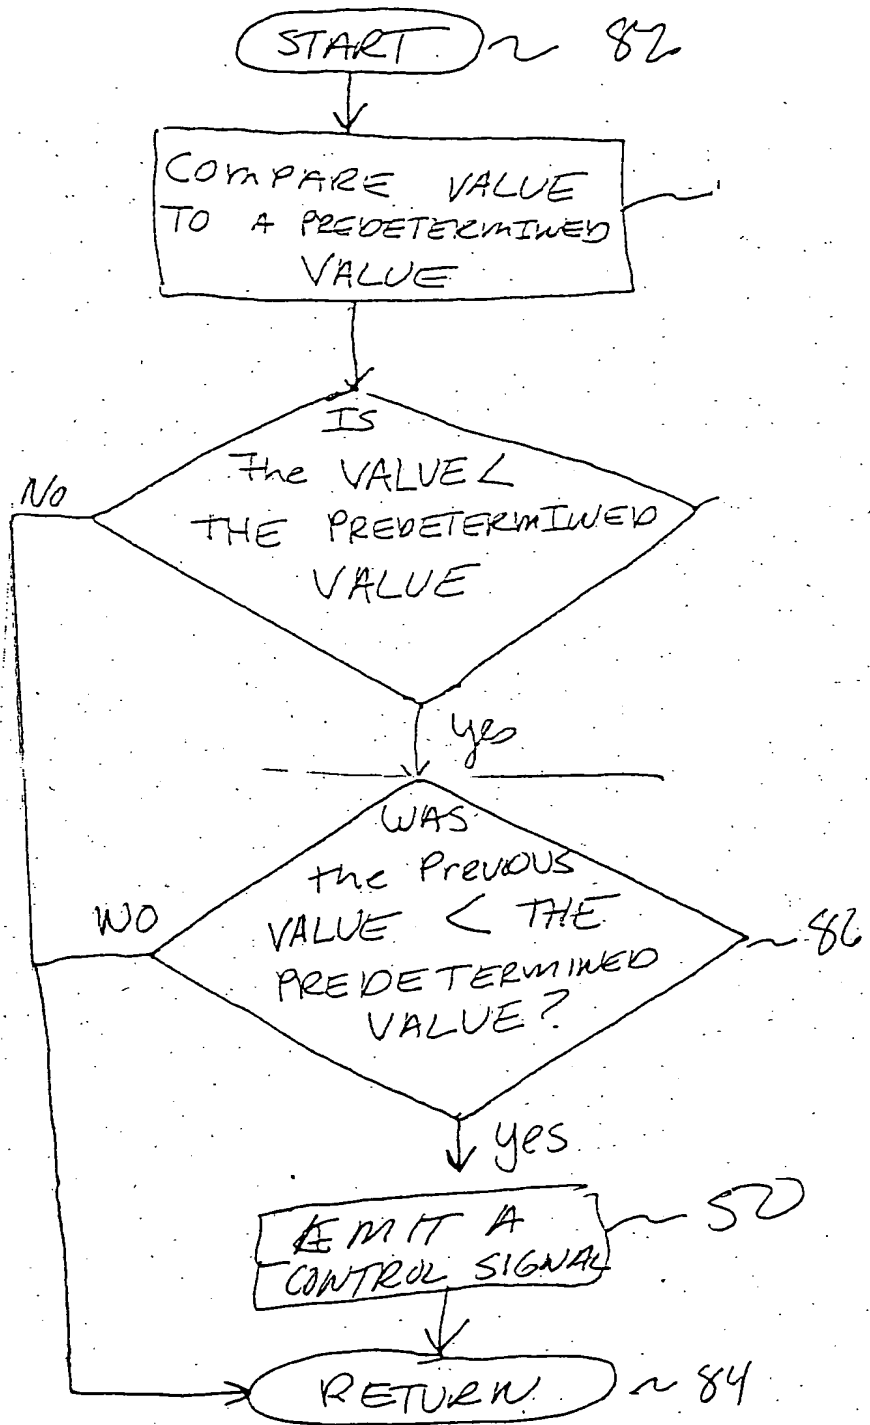 START 82
COMPARE VALUE
TO A PREDETERMINED
VALUE
IS
The VALUE <
THE PREDETERMINED
VALUE
No
yes
WAS
the Previous
VALUE < THE
PREDETERMINED
VALUE?
NO
86
yes
EMIT A
CONTROL SIGNAL
50
RETURN 84